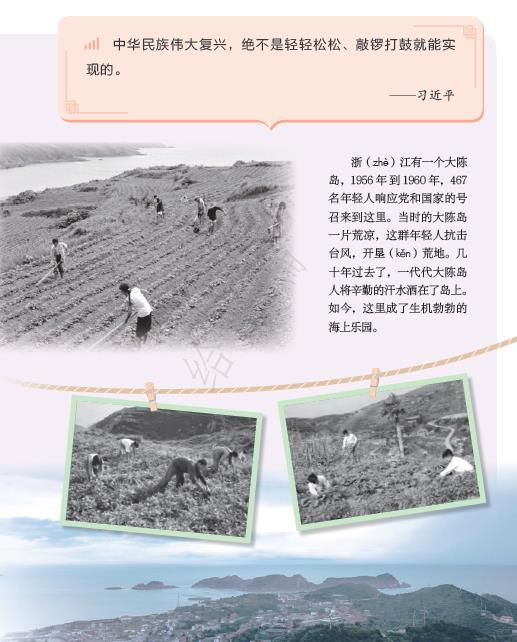 中华民族伟大复兴，绝不是轻轻松松、敲锣打鼓就能实
现的。
——习近平
浙（zhè）江有一个大陈
岛，1956 年到 1960 年，467
名年轻人响应党和国家的号
召来到这里。当时的大陈岛
一片荒凉，这群年轻人抗击
台风，开垦（kěn）荒地。几
十年过去了，一代代大陈岛
人将辛勤的汗水洒在了岛上。
如今，这里成了生机勃勃的
海上乐园。